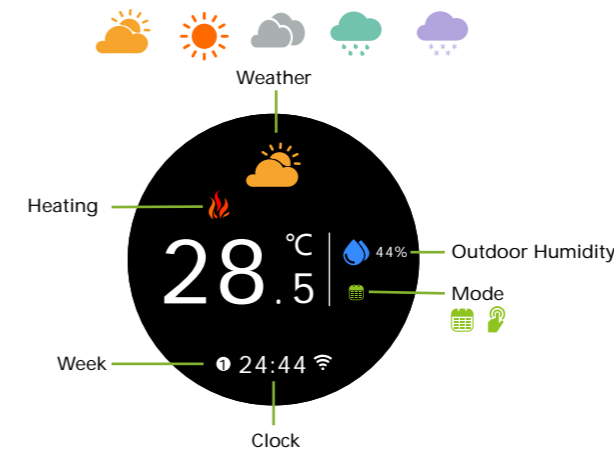 Weather
Heating
28.5 ℃
44%
Outdoor Humidity
Mode
Week
1 24:44
Clock